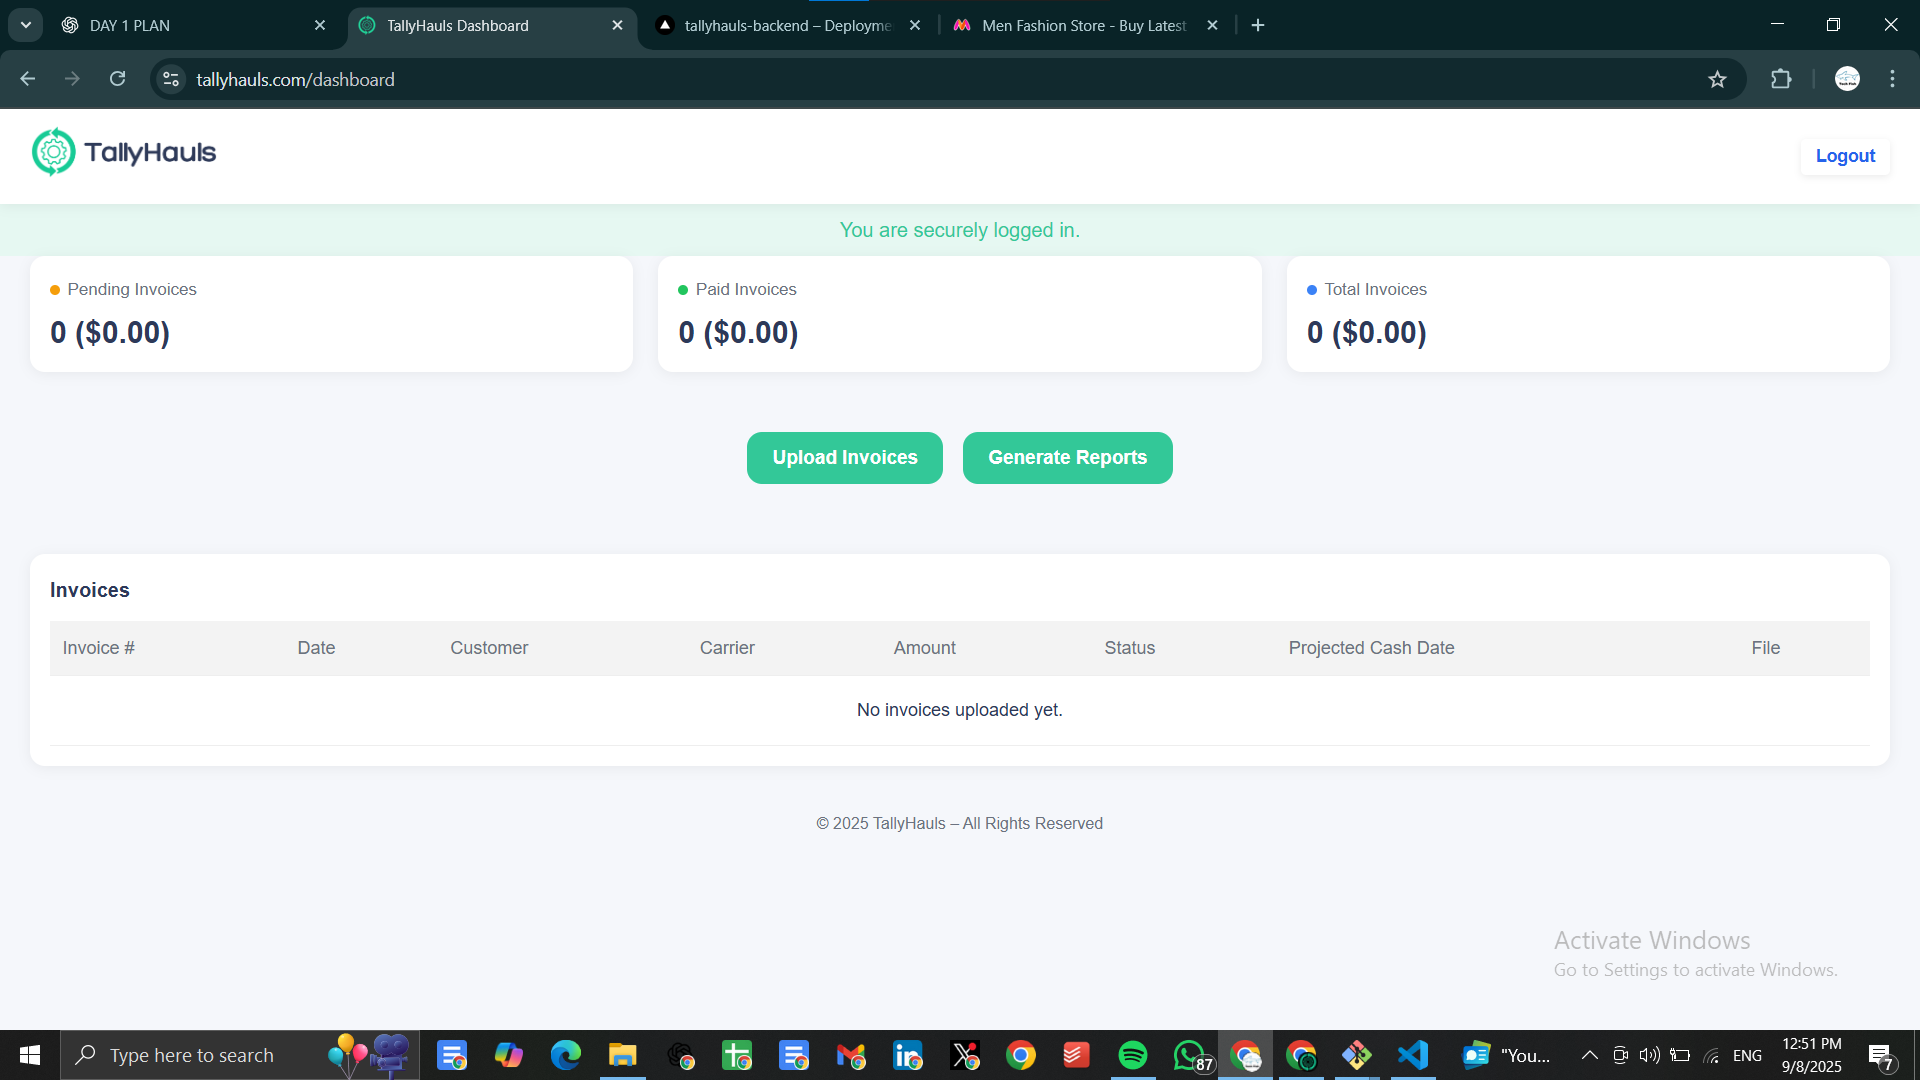 DAY 1 PLAN
TallyHauls Dashboard
tallyhauls-backend – Deployme
Men Fashion Store - Buy Latest
tallyhauls.com/dashboard
TallyHauls
Logout
You are securely logged in.
Pending Invoices
0 ($0.00)
Paid Invoices
0 ($0.00)
Total Invoices
0 ($0.00)
Upload Invoices
Generate Reports
Invoices
Invoice # Date Customer Carrier Amount Status Projected Cash Date File
No invoices uploaded yet.
© 2025 TallyHauls – All Rights Reserved
Activate Windows
Go to Settings to activate Windows.
Type here to search
87
"You...
ENG
12:51 PM
9/8/2025
7